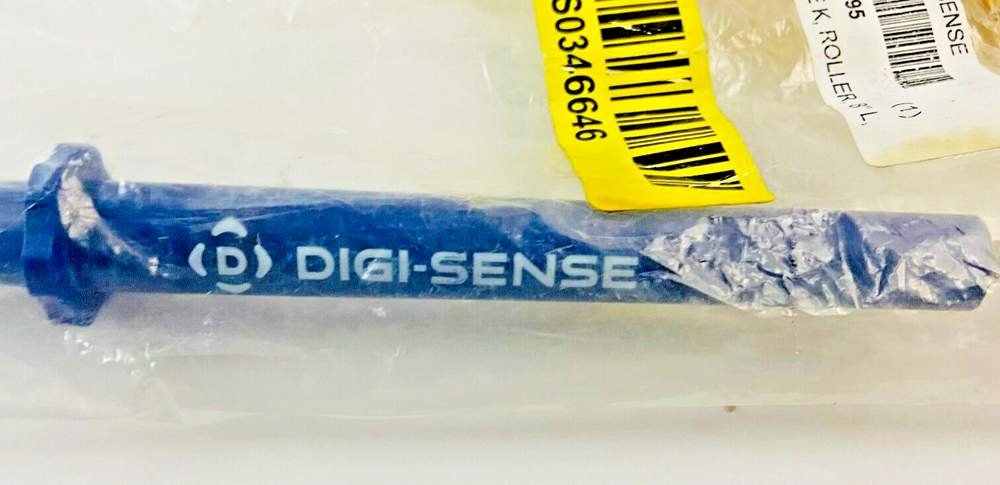 S0346646
ENSE
95
E K, ROLLER 8" L,
(1)
D DIGI-SENSE